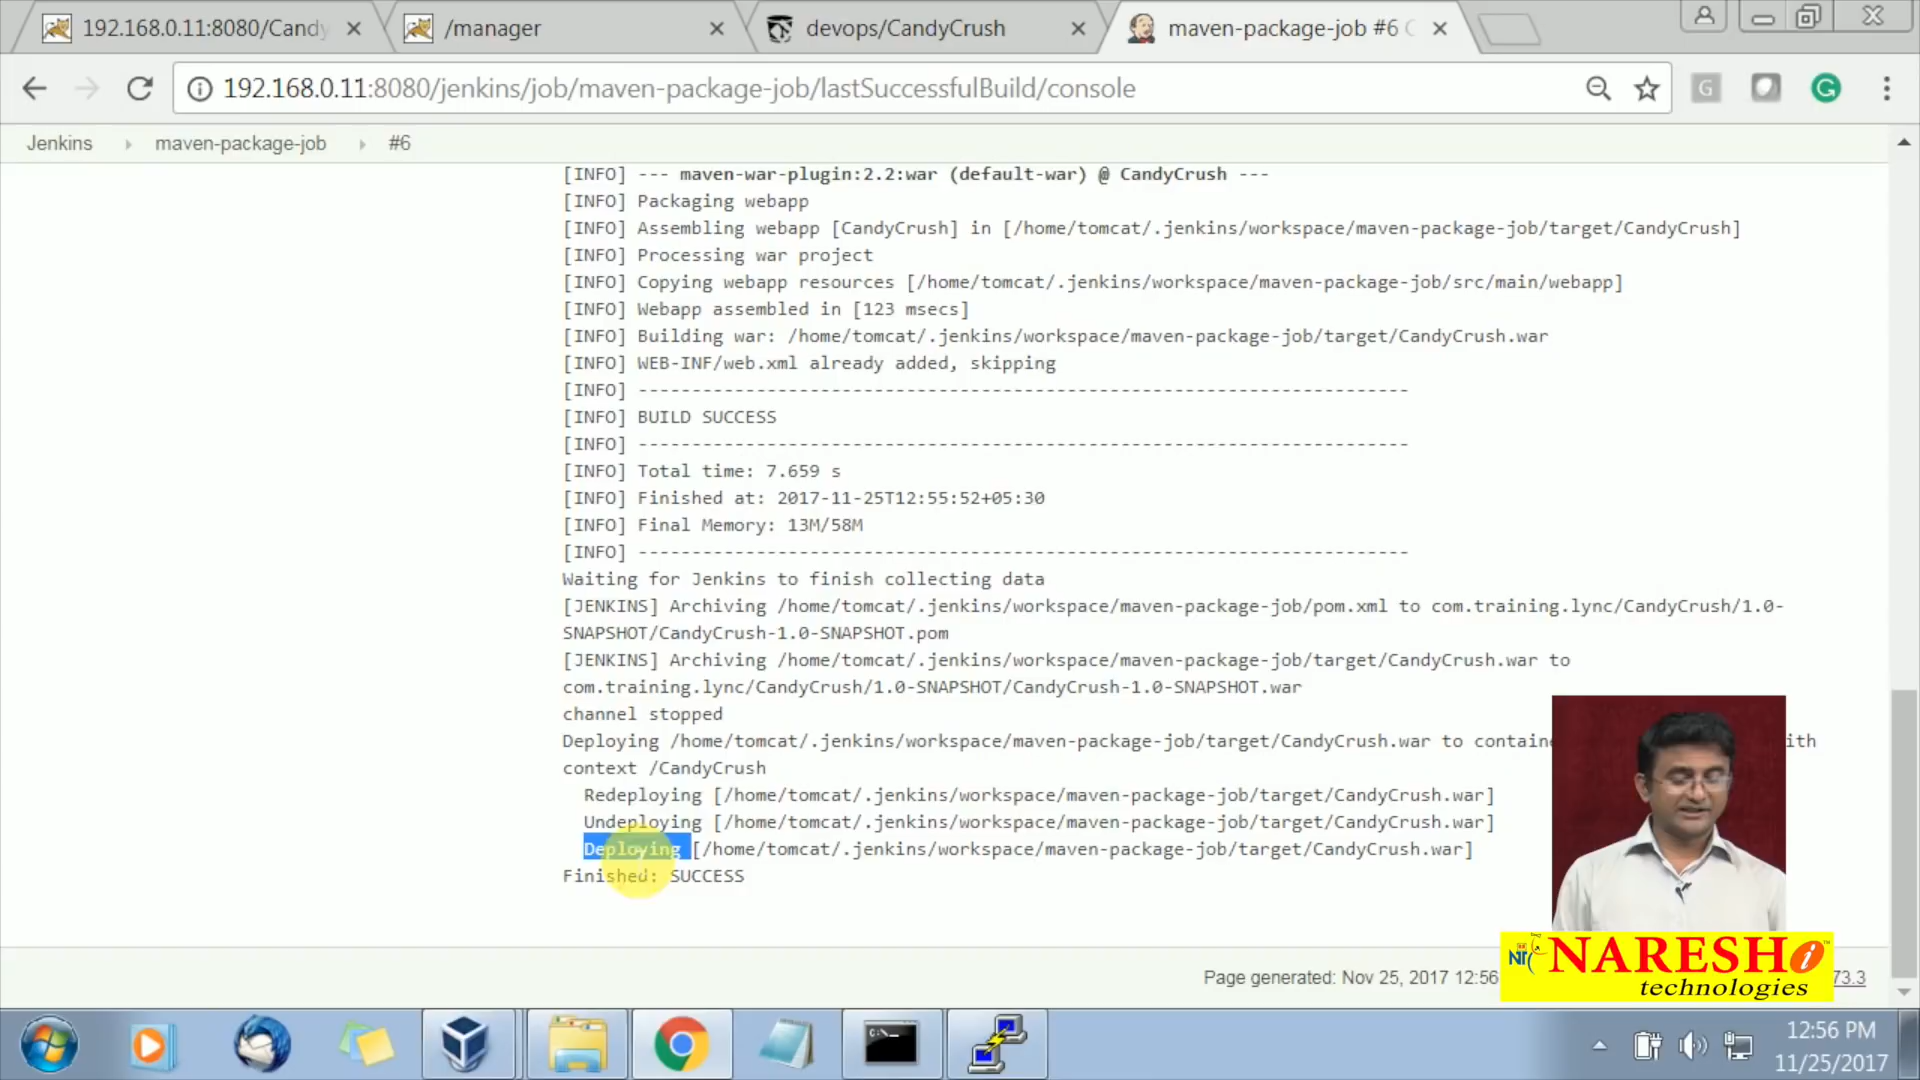 192.168.0.11:8080/Candy
/manager
devops/CandyCrush
maven-package-job #6
192.168.0.11:8080/jenkins/job/maven-package-job/lastSuccessfulBuild/console
Jenkins
maven-package-job
#6
[INFO] --- maven-war-plugin:2.2:war (default-war) @ CandyCrush ---
[INFO] Packaging webapp
[INFO] Assembling webapp [CandyCrush] in [/home/tomcat/.jenkins/workspace/maven-package-job/target/CandyCrush]
[INFO] Processing war project
[INFO] Copying webapp resources [/home/tomcat/.jenkins/workspace/maven-package-job/src/main/webapp]
[INFO] Webapp assembled in [123 msecs]
[INFO] Building war: /home/tomcat/.jenkins/workspace/maven-package-job/target/CandyCrush.war
[INFO] WEB-INF/web.xml already added, skipping
[INFO] ------------------------------------------------------------------------
[INFO] BUILD SUCCESS
[INFO] ------------------------------------------------------------------------
[INFO] Total time: 7.659 s
[INFO] Finished at: 2017-11-25T12:55:52+05:30
[INFO] Final Memory: 13M/58M
[INFO] ------------------------------------------------------------------------
Waiting for Jenkins to finish collecting data
[JENKINS] Archiving /home/tomcat/.jenkins/workspace/maven-package-job/pom.xml to com.training.lync/CandyCrush/1.0-
SNAPSHOT/CandyCrush-1.0-SNAPSHOT.pom
[JENKINS] Archiving /home/tomcat/.jenkins/workspace/maven-package-job/target/CandyCrush.war to
com.training.lync/CandyCrush/1.0-SNAPSHOT/CandyCrush-1.0-SNAPSHOT.war
channel stopped
Deploying /home/tomcat/.jenkins/workspace/maven-package-job/target/CandyCrush.war to containe ith
context /CandyCrush
Redeploying [/home/tomcat/.jenkins/workspace/maven-package-job/target/CandyCrush.war]
Undeploying [/home/tomcat/.jenkins/workspace/maven-package-job/target/CandyCrush.war]
Deploying [/home/tomcat/.jenkins/workspace/maven-package-job/target/CandyCrush.war]
Finished: SUCCESS
Page generated: Nov 25, 2017 12:56
73.3
NARESH i
technologies
12:56 PM
11/25/2017